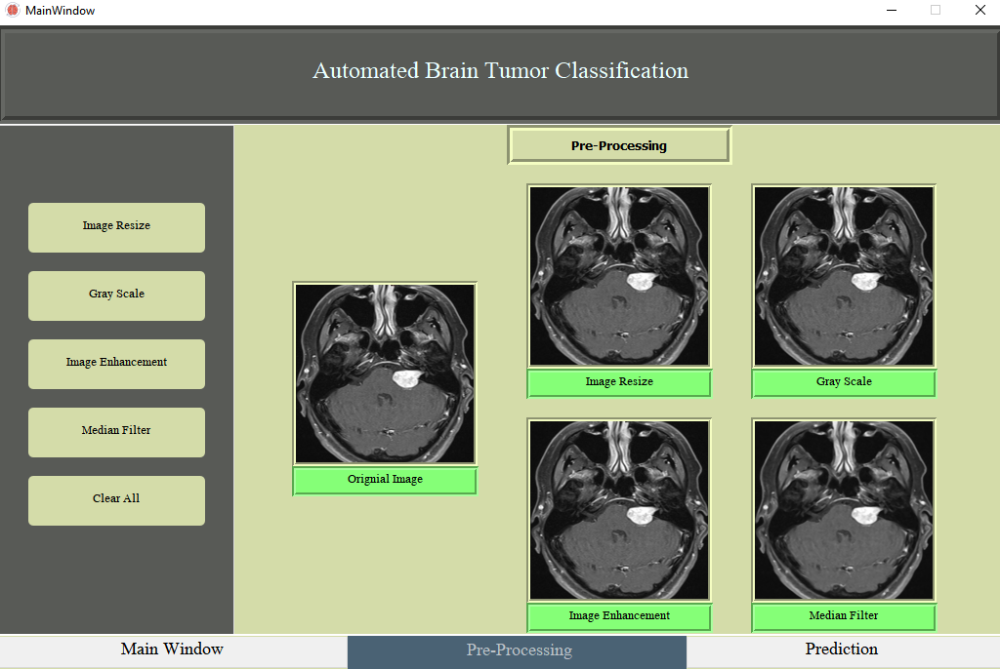 MainWindow
Automated Brain Tumor Classification
Pre-Processing
Image Resize
Gray Scale
Image Enhancement
Median Filter
Clear All
Orignial Image
Image Resize
Gray Scale
Image Enhancement
Median Filter
Main Window
Pre-Processing
Prediction